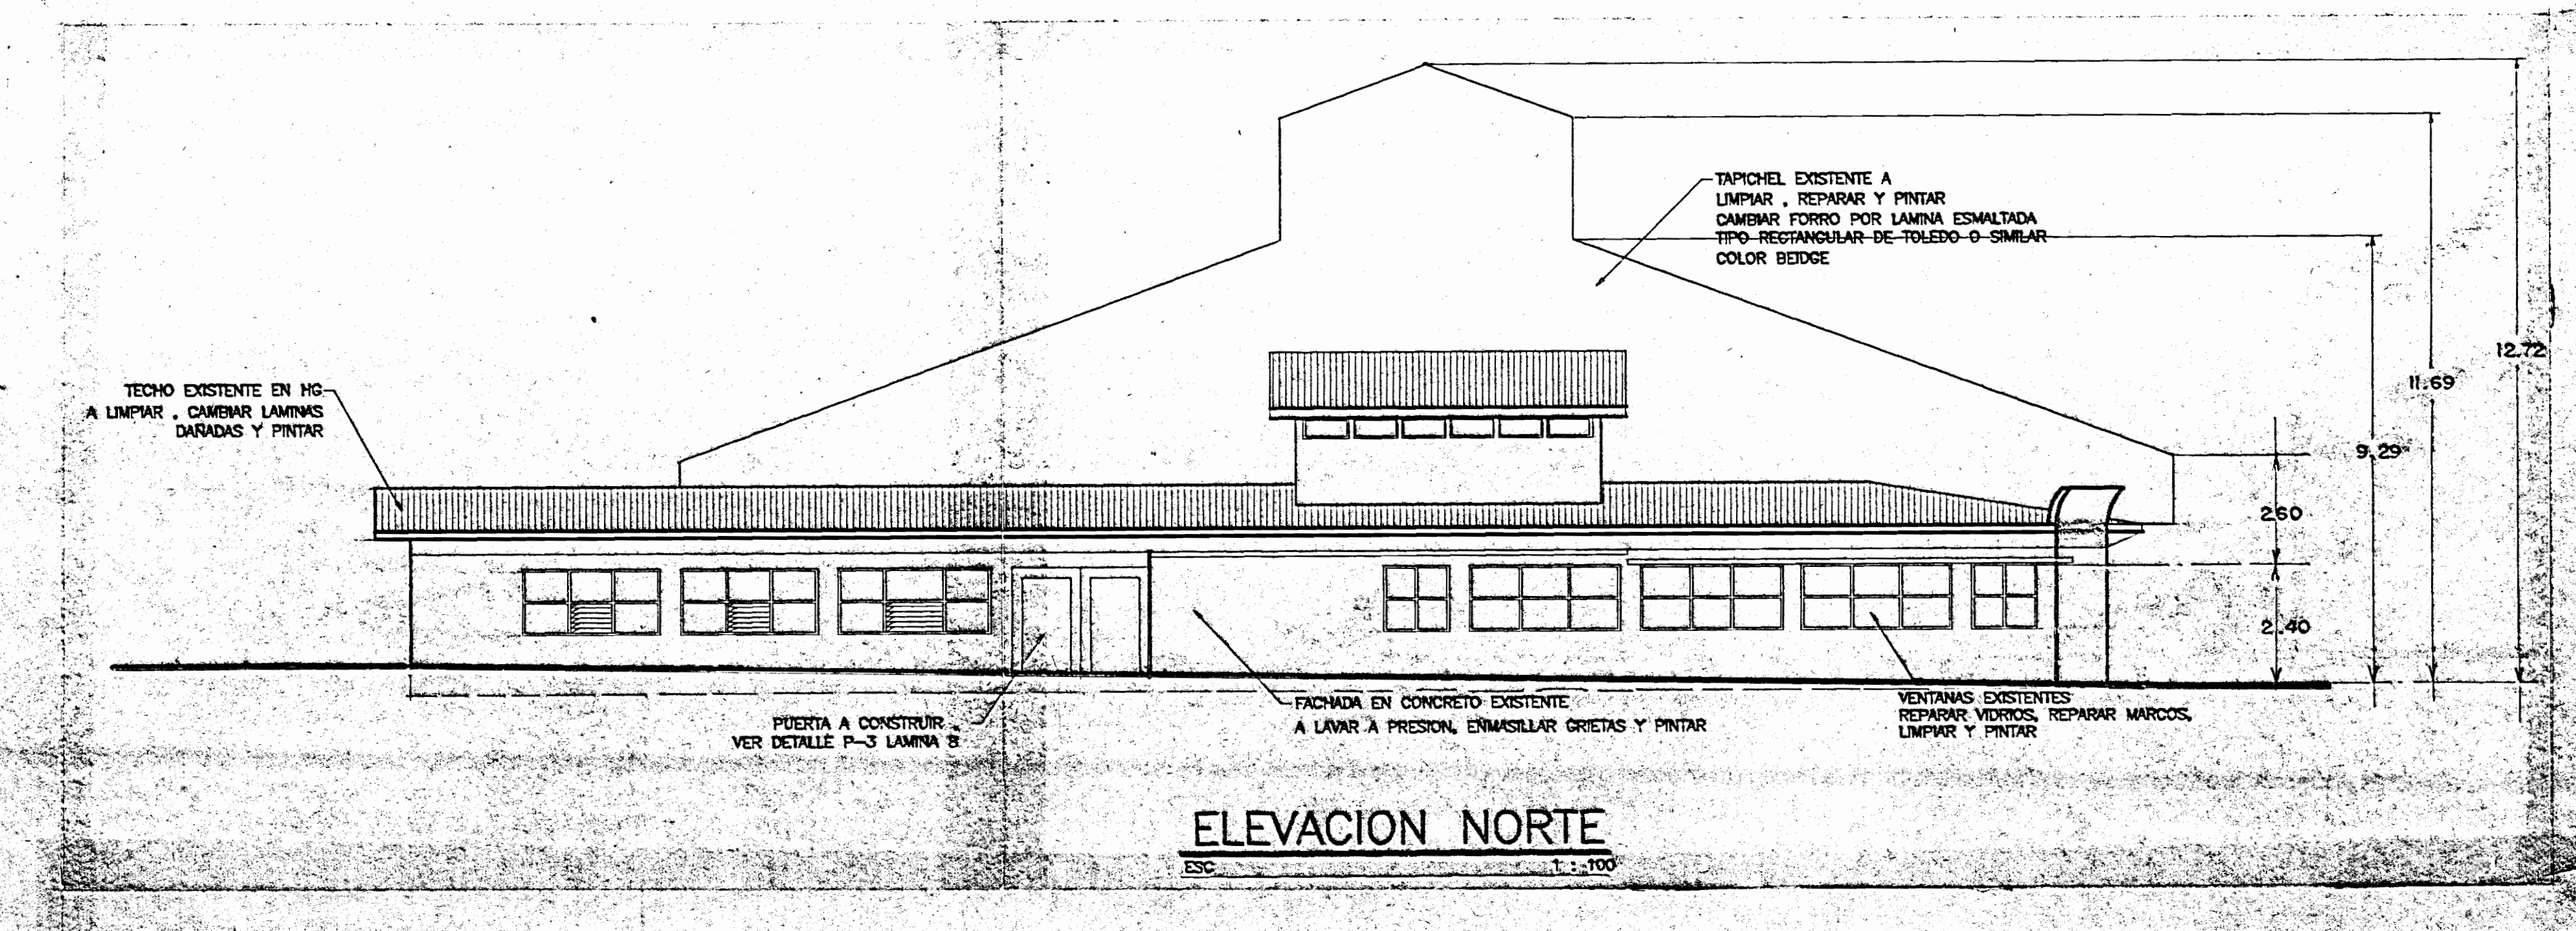 TAPICHEL EXISTENTE A
LIMPIAR , REPARAR Y PINTAR
CAMBIAR FORRO POR LAMINA ESMALTADA
TIPO RECTANGULAR DE TOLEDO O SIMILAR
COLOR BEIDGE
12.72
11.69
9.29
2.60
2.40
TECHO EXISTENTE EN HG
A LIMPIAR , CAMBIAR LAMINAS
DAÑADAS Y PINTAR
PUERTA A CONSTRUIR
VER DETALLE P-3 LAMINA 8
FACHADA EN CONCRETO EXISTENTE
A LAVAR A PRESION, ENMASILLAR GRIETAS Y PINTAR
VENTANAS EXISTENTES
REPARAR VIDRIOS, REPARAR MARCOS,
LIMPIAR Y PINTAR
ELEVACION NORTE
ESC 1 : 100